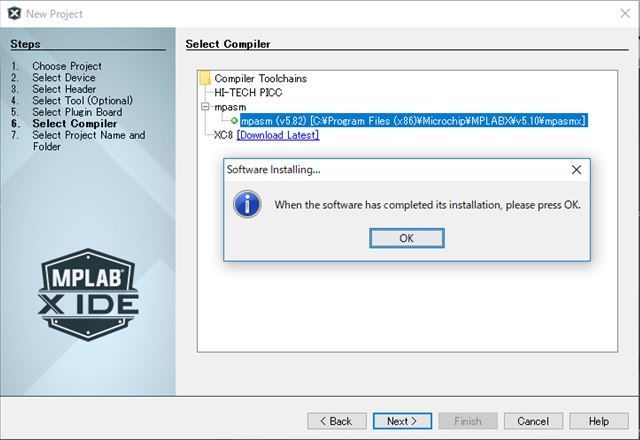 New Project
Steps
1. Choose Project
2. Select Device
3. Select Header
4. Select Tool (Optional)
5. Select Plugin Board
6. Select Compiler
7. Select Project Name and
Folder
MPLAB®
X IDE
Select Compiler
Compiler Toolchains
HI-TECH PICC
mpasm
mpasm (v5.82) [C:¥Program Files (x86)¥Microchip¥MPLABX¥v5.10¥mpasmx]
XC8 [Download Latest]
Software Installing...
When the software has completed its installation, please press OK.
OK
< Back
Next >
Finish
Cancel
Help